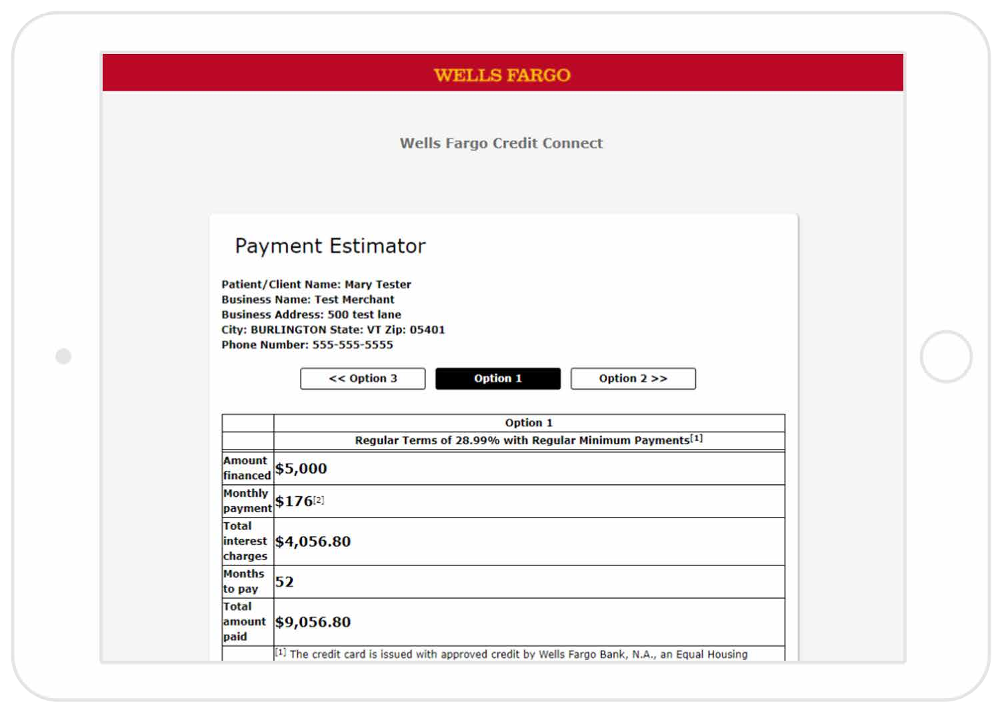 WELLS FARGO
Wells Fargo Credit Connect
Payment Estimator
Patient/Client Name: Mary Tester
Business Name: Test Merchant
Business Address: 500 test lane
City: BURLINGTON State: VT Zip: 05401
Phone Number: 555-555-5555
<< Option 3
Option 1
Option 2 >>
Option 1
Regular Terms of 28.99% with Regular Minimum Payments[1]
Amount
financed
$5,000
Monthly
payment
$176[2]
Total
interest
charges
$4,056.80
Months
to pay
52
Total
amount
paid
$9,056.80
[1] The credit card is issued with approved credit by Wells Fargo Bank, N.A., an Equal Housing